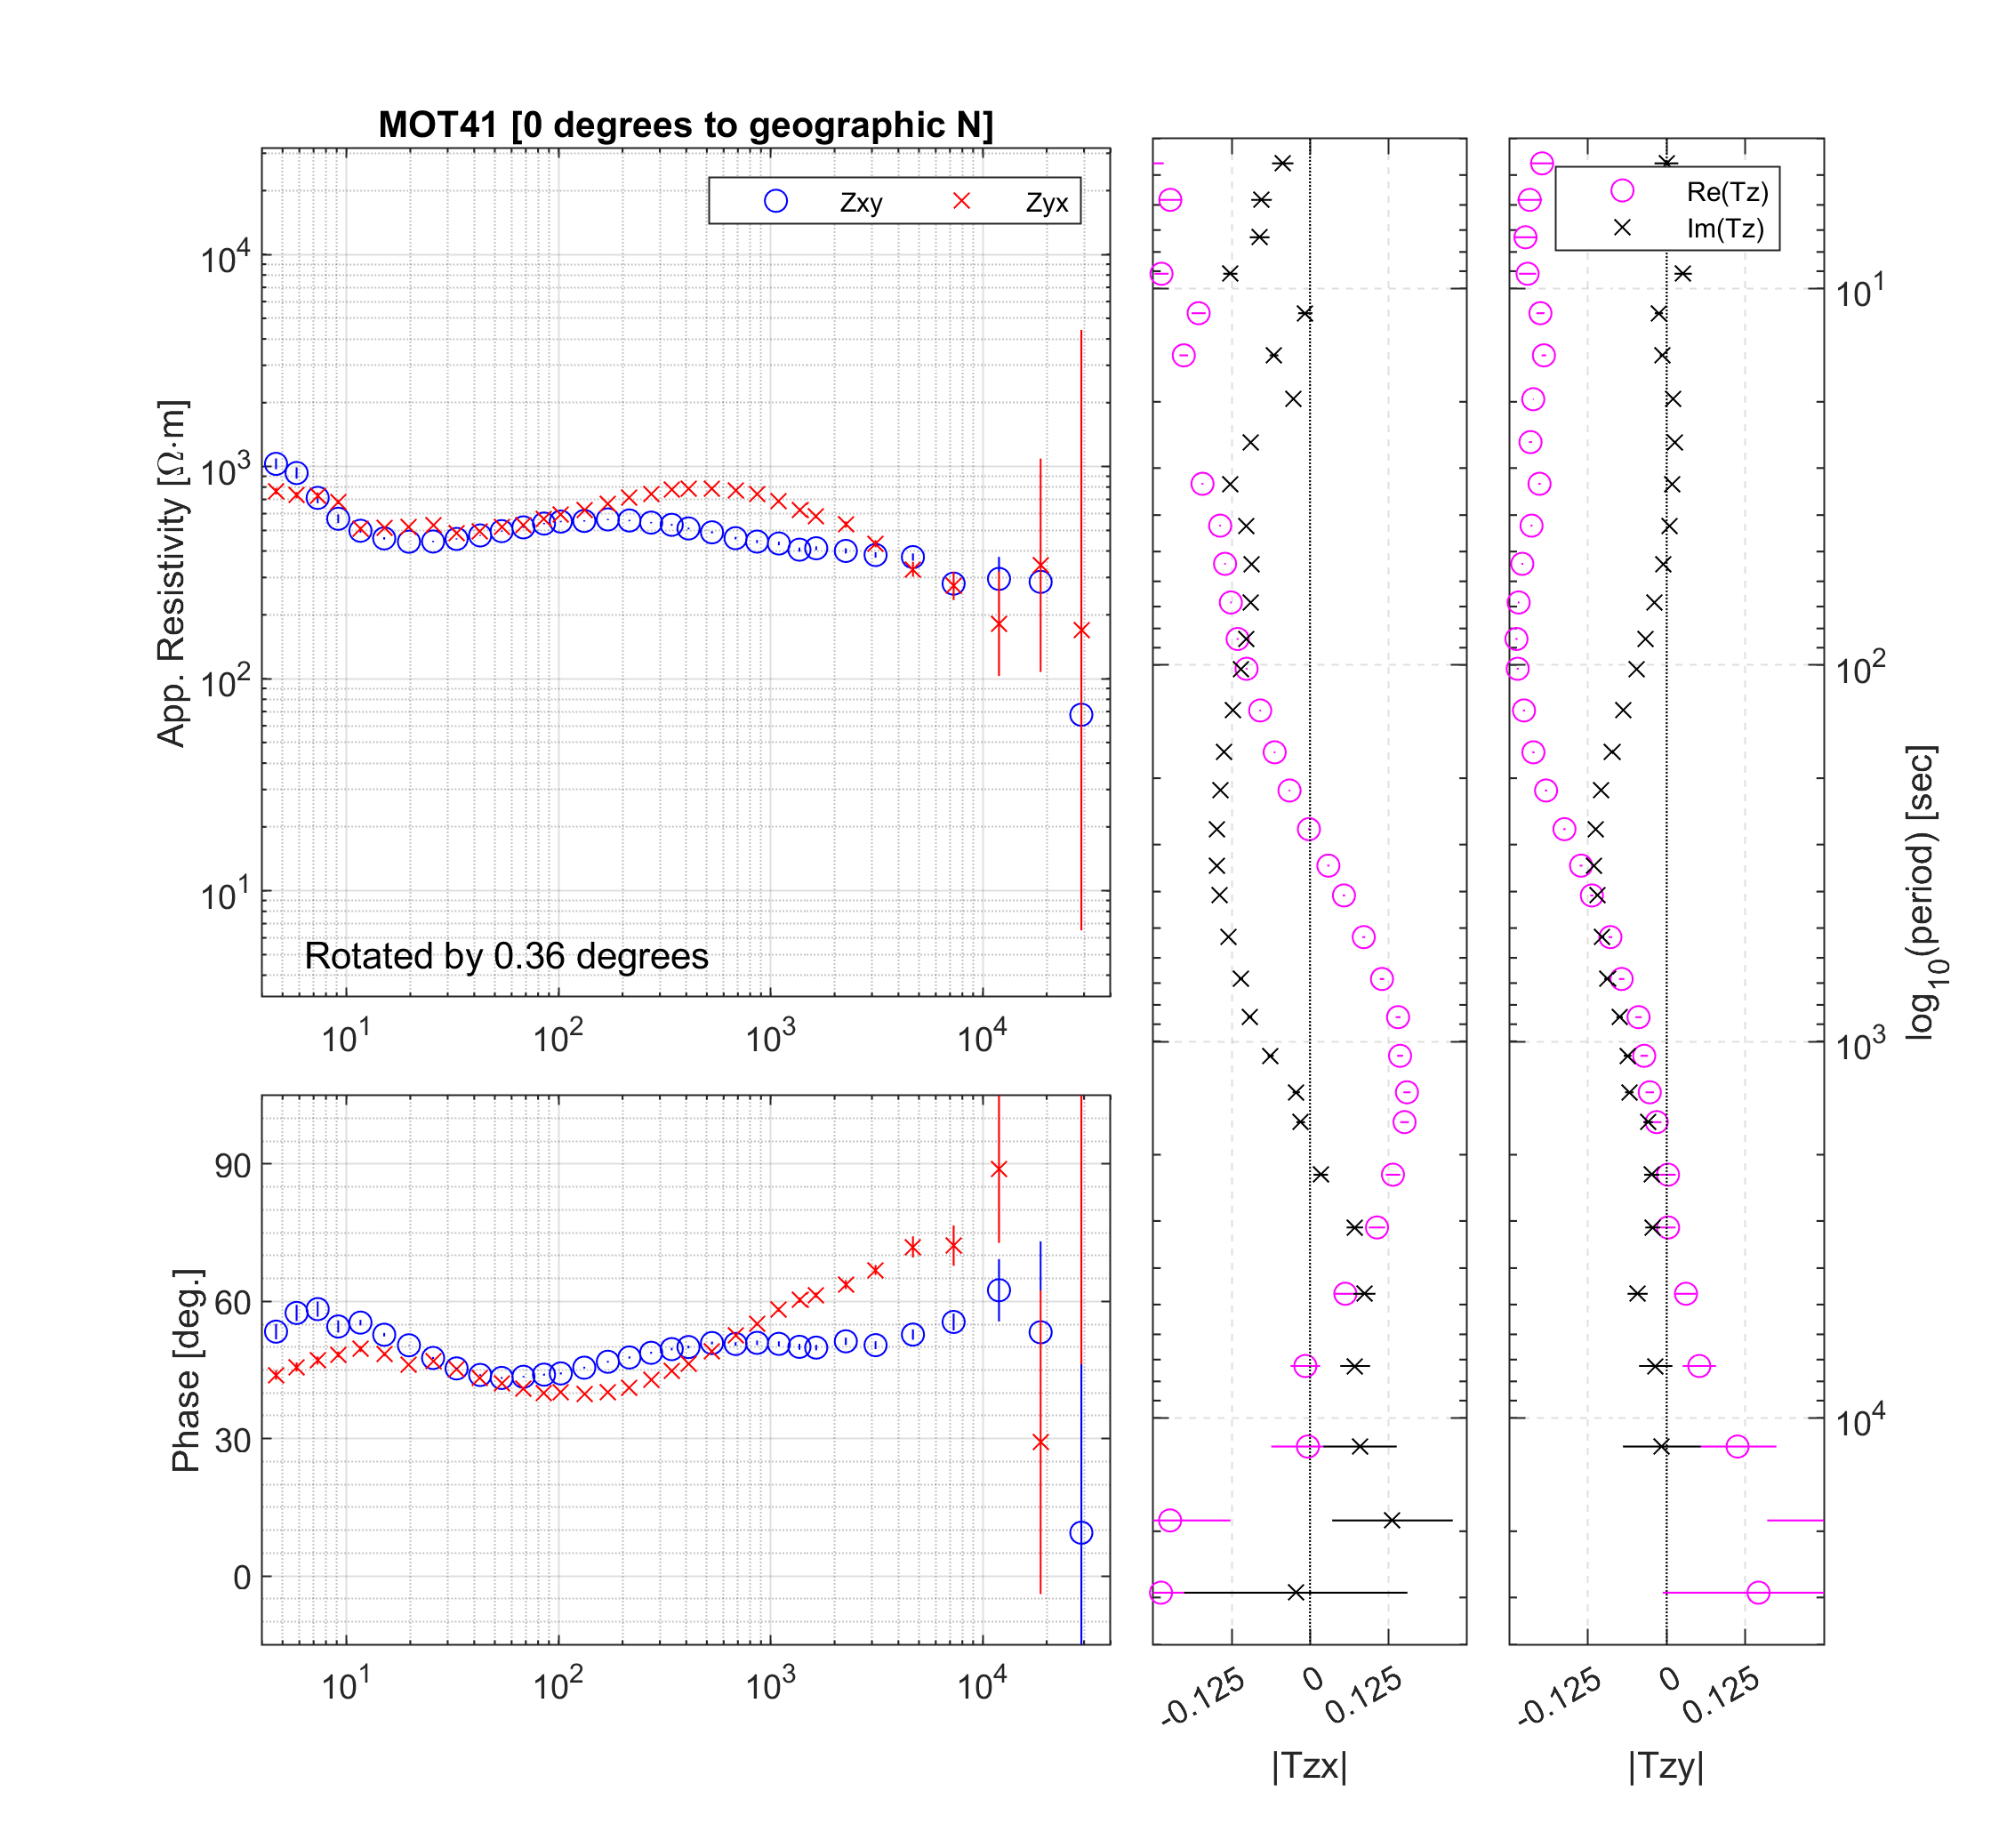 MOT41 [0 degrees to geographic N]
Zxy Zyx
App. Resistivity [Ω·m]
10^4
10^3
10^2
10^1
Rotated by 0.36 degrees
10^1 10^2 10^3 10^4
Phase [deg.]
90
60
30
0
10^1 10^2 10^3 10^4
-0.125 0 0.125
|Tzx|
Re(Tz)
Im(Tz)
10^1
10^2
10^3
10^4
log_10(period) [sec]
-0.125 0 0.125
|Tzy|